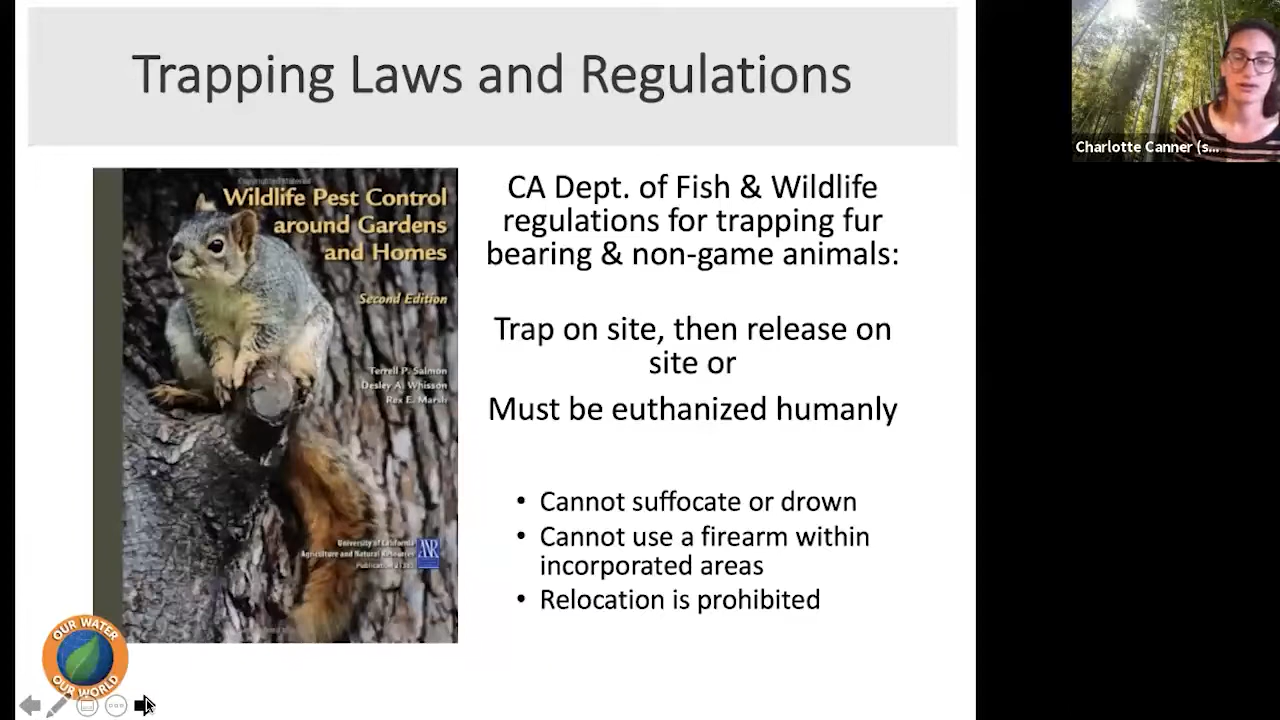 Trapping Laws and Regulations
Charlotte Canner (s...
Wildlife Pest Control
around Gardens
and Homes
Second Edition
Terrell P. Salmon
Desley A. Whisson
Rex E. Marsh
University of California
Agriculture and Natural Resources
ANR
Publication
CA Dept. of Fish & Wildlife
regulations for trapping fur
bearing & non-game animals:
Trap on site, then release on
site or
Must be euthanized humanly
• Cannot suffocate or drown
• Cannot use a firearm within
incorporated areas
• Relocation is prohibited
OUR WATER
OUR WORLD